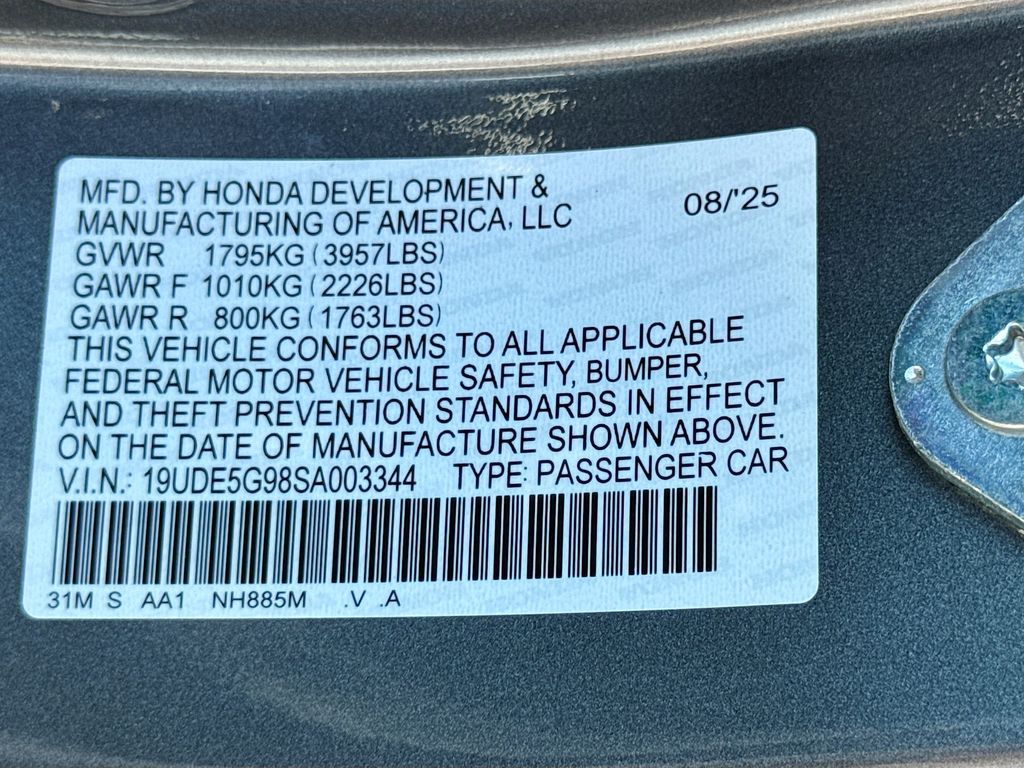 MFD. BY HONDA DEVELOPMENT &
MANUFACTURING OF AMERICA, LLC
08/'25
GVWR 1795KG (3957LBS)
GAWR F 1010KG (2226LBS)
GAWR R 800KG (1763LBS)
THIS VEHICLE CONFORMS TO ALL APPLICABLE
FEDERAL MOTOR VEHICLE SAFETY, BUMPER,
AND THEFT PREVENTION STANDARDS IN EFFECT
ON THE DATE OF MANUFACTURE SHOWN ABOVE.
V.I.N.: 19UDE5G98SA003344 TYPE: PASSENGER CAR
31M S AA1 NH885M .V .A